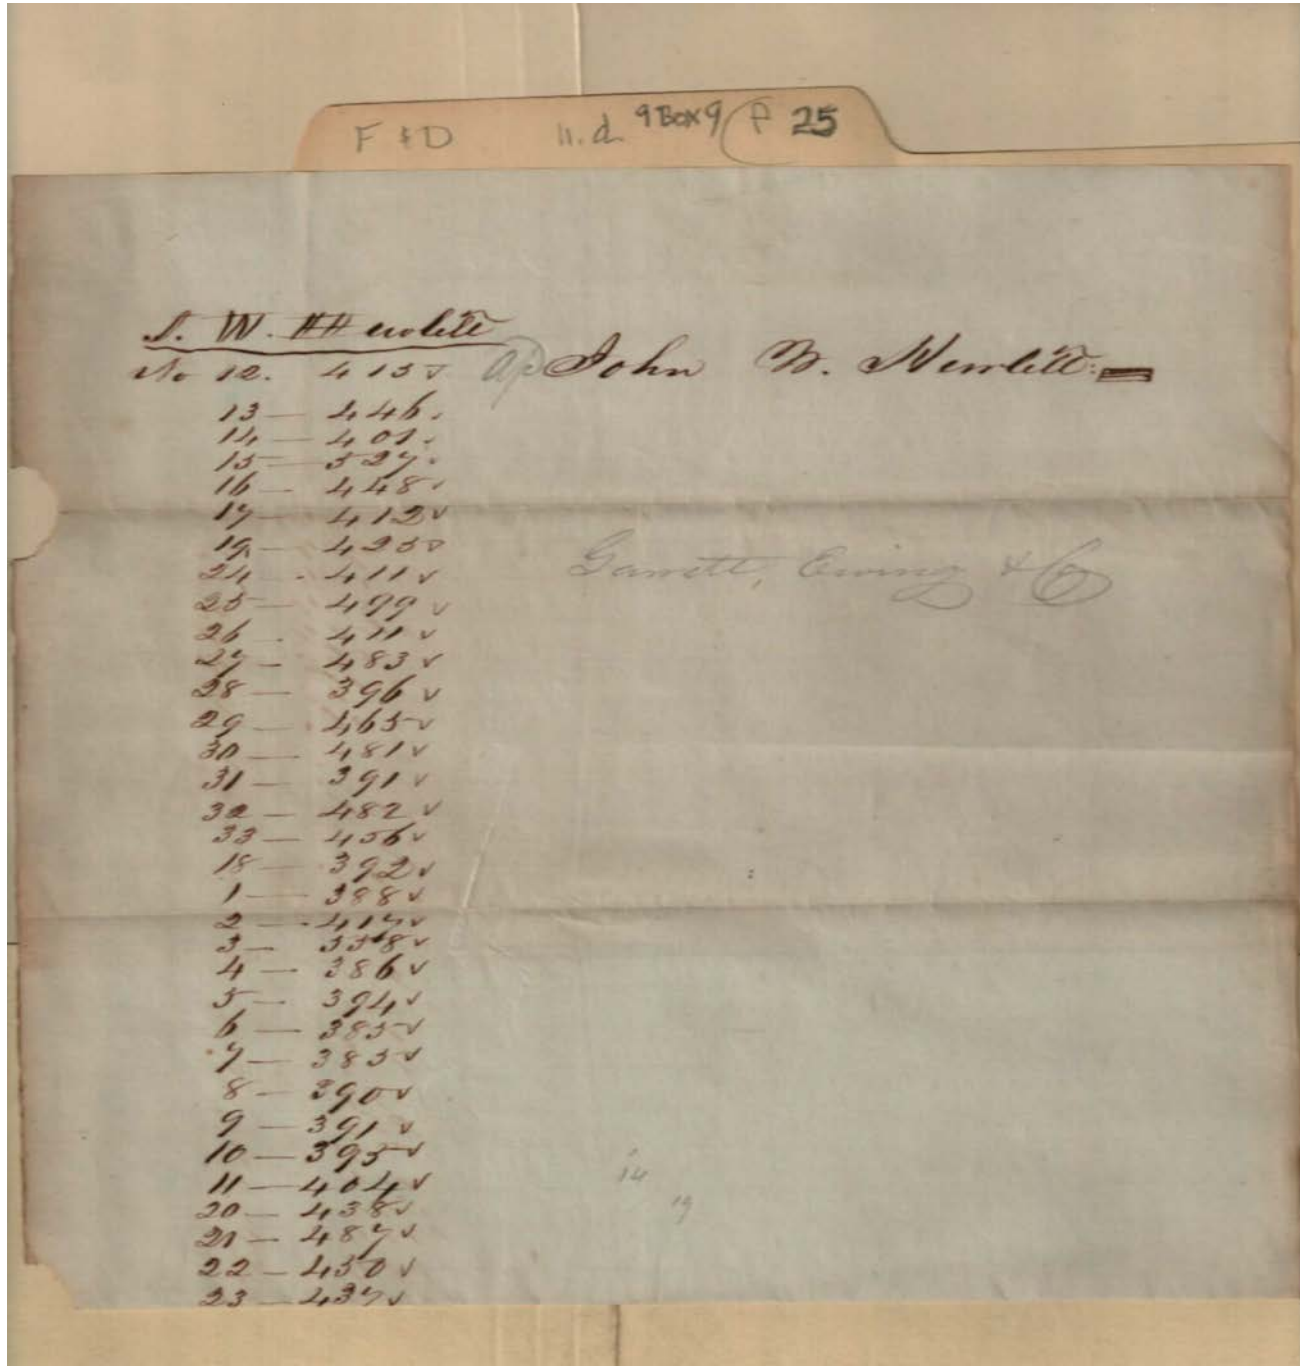 F & D n.d. 9 Box 9 P 25
J. W. Hewlett
No 12. 415 ap John W. Hewlett
13 — 446
14 — 401
15 — 527
16 — 448
17 — 412
19 — 425
24 - 411
25 — 499
26 - 411
27 — 483
28 — 396
29 — 465
30 — 481
31 — 391
32 — 482
33 — 456
18 — 392
1 — 388
2 — 417
3 — 358
4 — 386
5 — 394
6 — 385
7 — 385
8 — 390
9 — 391
10 — 395
11 — 404
20 — 438
21 — 487
22 — 450
23 — 437
Garrett, Ewing & Co
14
19